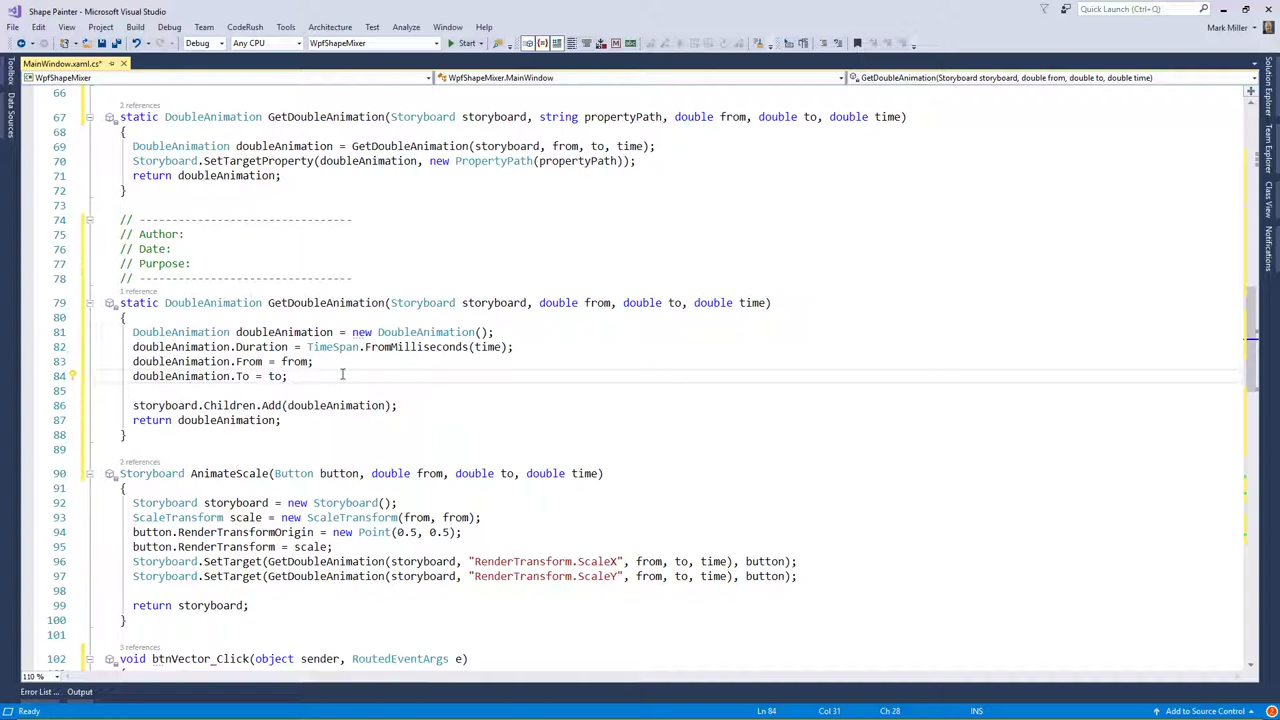 Shape Painter - Microsoft Visual Studio
Quick Launch (Ctrl+Q)
File Edit View Project Build Debug Team CodeRush Tools Architecture Test Analyze Window Help
Mark Miller
Debug Any CPU WpfShapeMixer Start
MainWindow.xaml.cs*
WpfShapeMixer WpfShapeMixer.MainWindow GetDoubleAnimation(Storyboard storyboard, double from, double to, double time)
Toolbox
Data Sources
Solution Explorer
Team Explorer
Class View
Notifications
66
2 references
67 static DoubleAnimation GetDoubleAnimation(Storyboard storyboard, string propertyPath, double from, double to, double time)
68 {
69 DoubleAnimation doubleAnimation = GetDoubleAnimation(storyboard, from, to, time);
70 Storyboard.SetTargetProperty(doubleAnimation, new PropertyPath(propertyPath));
71 return doubleAnimation;
72 }
73
74 // ---------------------------------
75 // Author:
76 // Date:
77 // Purpose:
78 // ---------------------------------
1 reference
79 static DoubleAnimation GetDoubleAnimation(Storyboard storyboard, double from, double to, double time)
80 {
81 DoubleAnimation doubleAnimation = new DoubleAnimation();
82 doubleAnimation.Duration = TimeSpan.FromMilliseconds(time);
83 doubleAnimation.From = from;
84 doubleAnimation.To = to;
85
86 storyboard.Children.Add(doubleAnimation);
87 return doubleAnimation;
88 }
89
2 references
90 Storyboard AnimateScale(Button button, double from, double to, double time)
91 {
92 Storyboard storyboard = new Storyboard();
93 ScaleTransform scale = new ScaleTransform(from, from);
94 button.RenderTransformOrigin = new Point(0.5, 0.5);
95 button.RenderTransform = scale;
96 Storyboard.SetTarget(GetDoubleAnimation(storyboard, "RenderTransform.ScaleX", from, to, time), button);
97 Storyboard.SetTarget(GetDoubleAnimation(storyboard, "RenderTransform.ScaleY", from, to, time), button);
98
99 return storyboard;
100 }
101
3 references
102 void btnVector_Click(object sender, RoutedEventArgs e)
110 %
Error List ... Output
Ready Ln 84 Col 31 Ch 28 INS Add to Source Control 2